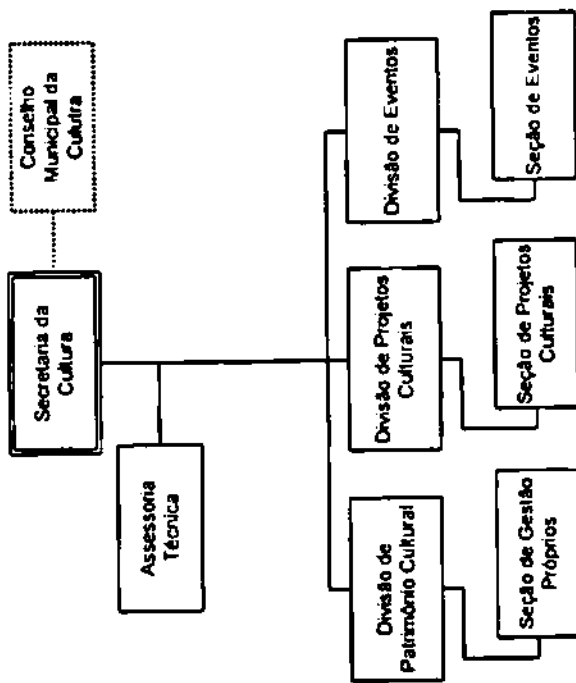 Conselho
Municipal da
Culutra
Secretaria da
Cultura
Assessoria
Técnica
Divisão de
Patrimônio Cultural
Divisão de Projetos
Culturais
Divisão de Eventos
Seção de Gestão
Próprios
Seção de Projetos
Culturais
Seção de Eventos